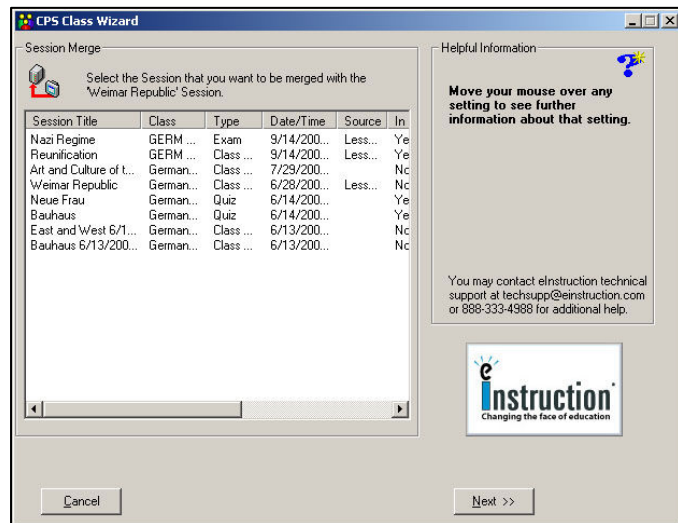 CPS Class Wizard
Session Merge
Select the Session that you want to be merged with the
'Weimar Republic' Session.
Session Title Class Type Date/Time Source In
Nazi Regime GERM ... Exam 9/14/200... Less... Ye
Reunification GERM ... Class ... 9/14/200... Less... Ye
Art and Culture of t... German... Class ... 7/29/200... Nc
Weimar Republic German... Class ... 6/28/200... Less... Nc
Neue Frau German... Quiz 6/14/200... Ye
Bauhaus German... Quiz 6/14/200... Ye
East and West 6/1... German... Class ... 6/13/200... Nc
Bauhaus 6/13/200... German... Class ... 6/13/200... Nc
Helpful Information
Move your mouse over any
setting to see further
information about that setting.
You may contact eInstruction technical
support at techsupp@einstruction.com
or 888-333-4988 for additional help.
eInstruction
Changing the face of education
Cancel
Next >>